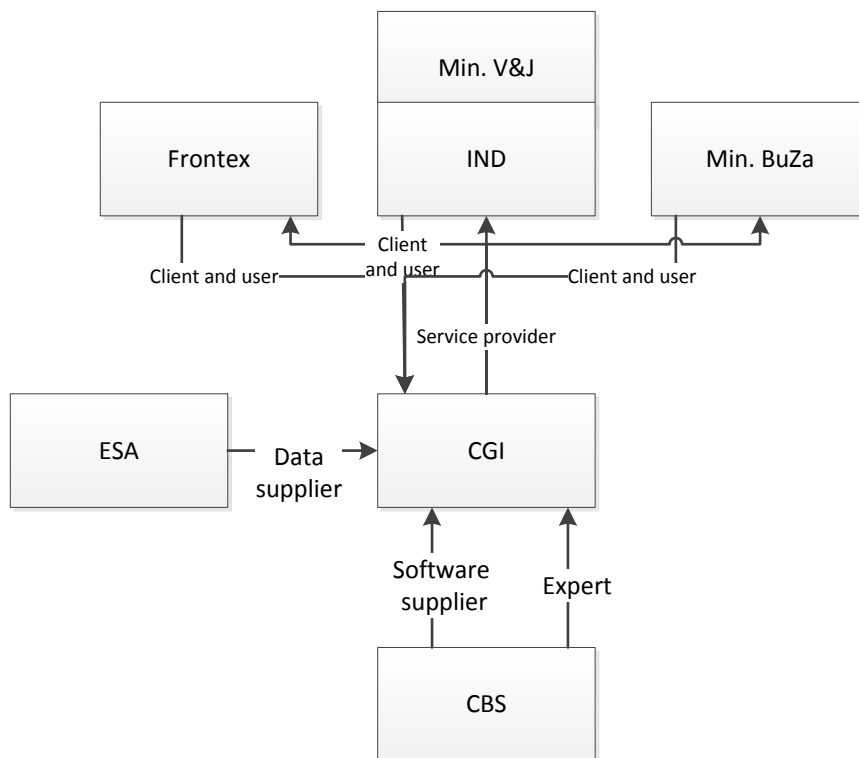 Min. V&J
Frontex
IND
Min. BuZa
Client
and user
Client and user
Client and user
Service provider
ESA
CGI
Data
supplier
Software
supplier
Expert
CBS